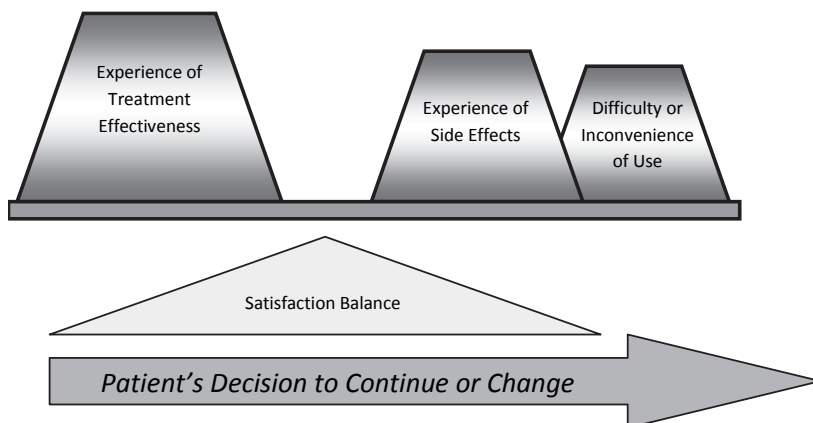 Experience of
Treatment
Effectiveness
Experience of
Side Effects
Difficulty or
Inconvenience
of Use
Satisfaction Balance
Patient’s Decision to Continue or Change